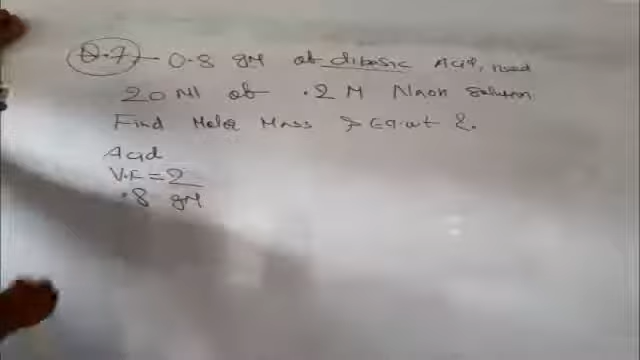 Q.7 - 0.8 gm of dibasic Acid, need
20 Ml of .2 M NaOH Solution
Find Molar Mass & Eq. wt
Acid
V.F = 2
.8 gm